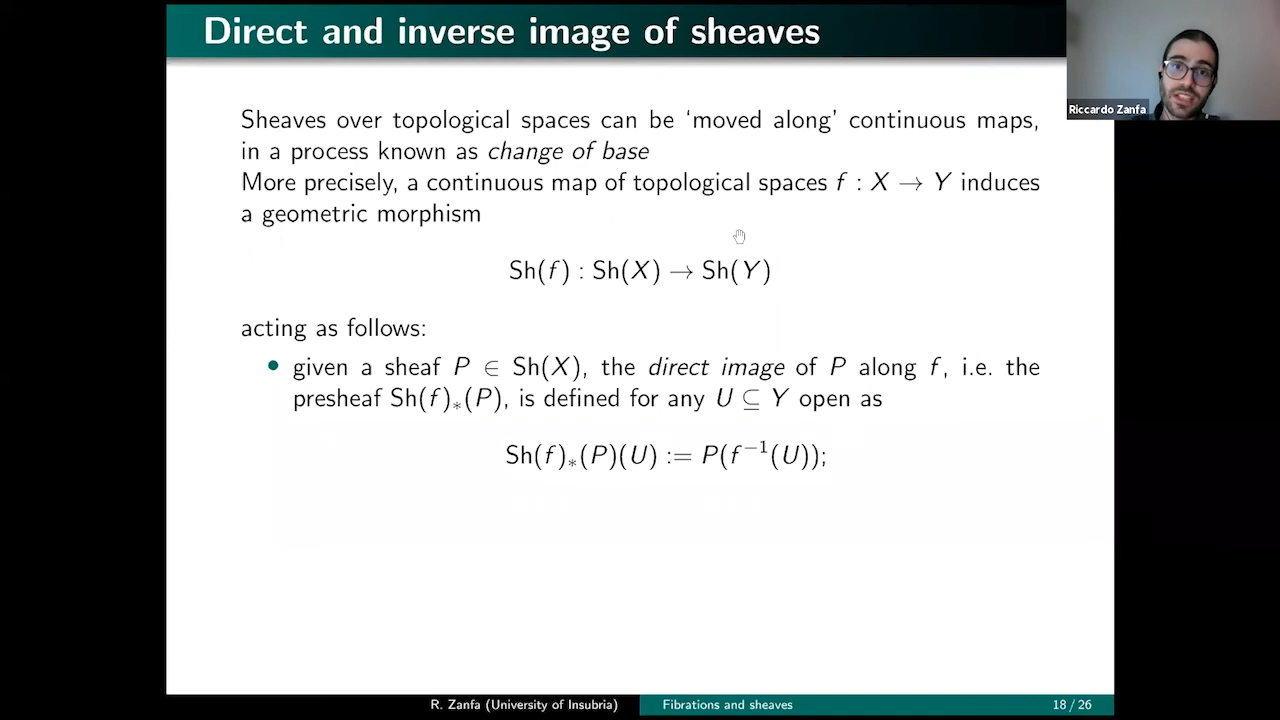 Direct and inverse image of sheaves
Riccardo Zanfa
Sheaves over topological spaces can be ‘moved along’ continuous maps,
in a process known as change of base
More precisely, a continuous map of topological spaces f : X → Y induces
a geometric morphism
Sh(f) : Sh(X) → Sh(Y)
acting as follows:
• given a sheaf P ∈ Sh(X), the direct image of P along f, i.e. the
presheaf Sh(f)∗(P), is defined for any U ⊆ Y open as
Sh(f)∗(P)(U) := P(f⁻¹(U));
R. Zanfa (University of Insubria) Fibrations and sheaves 18 / 26